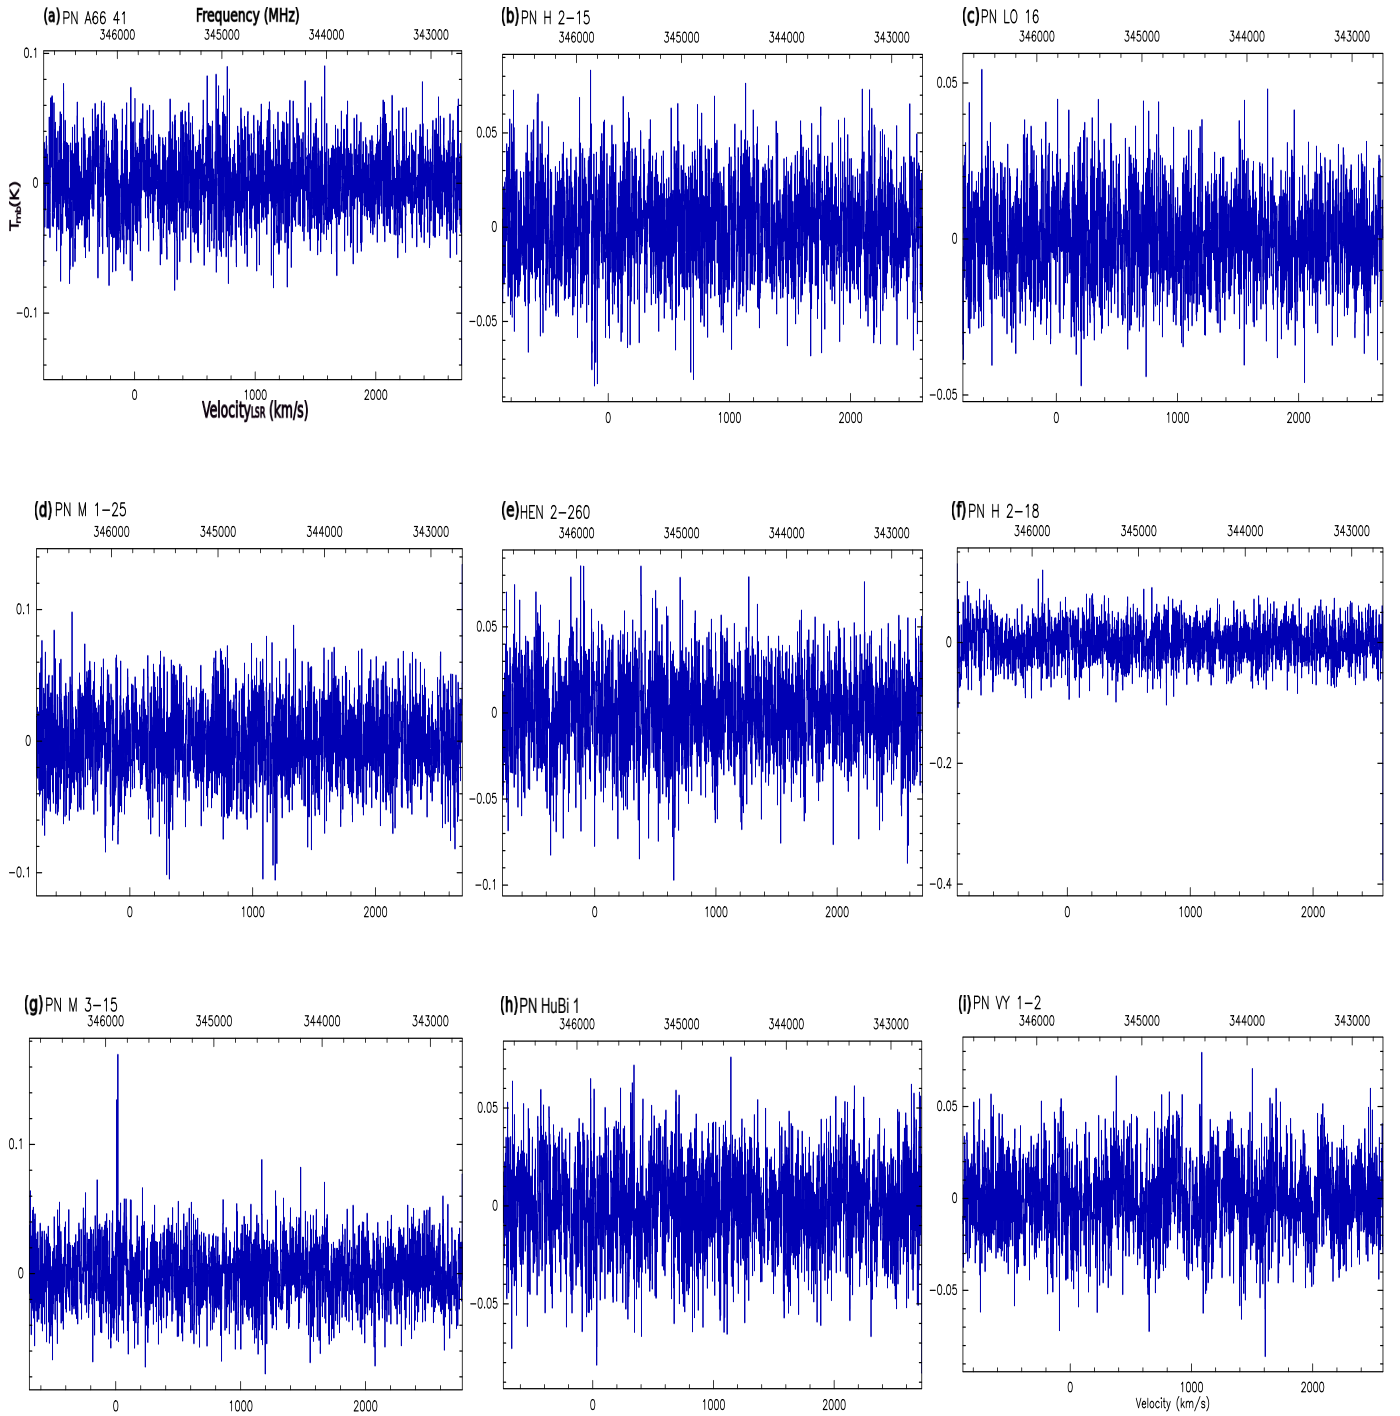 (a) PN A66 41 Frequency (MHz)
346000 345000 344000 343000
0.1
0
−0.1
T_mb(K)
0 1000 2000
Velocity_LSR (km/s)
(b) PN H 2−15
346000 345000 344000 343000
0.05
0
−0.05
0 1000 2000
(c) PN LO 16
346000 345000 344000 343000
0.05
0
−0.05
0 1000 2000
(d) PN M 1−25
346000 345000 344000 343000
0.1
0
−0.1
0 1000 2000
(e) HEN 2−260
346000 345000 344000 343000
0.05
0
−0.05
−0.1
0 1000 2000
(f) PN H 2−18
346000 345000 344000 343000
0
−0.2
−0.4
0 1000 2000
(g) PN M 3−15
346000 345000 344000 343000
0.1
0
0 1000 2000
(h) PN HuBi 1
346000 345000 344000 343000
0.05
0
−0.05
0 1000 2000
(i) PN VY 1−2
346000 345000 344000 343000
0.05
0
−0.05
0 1000 2000
Velocity (km/s)